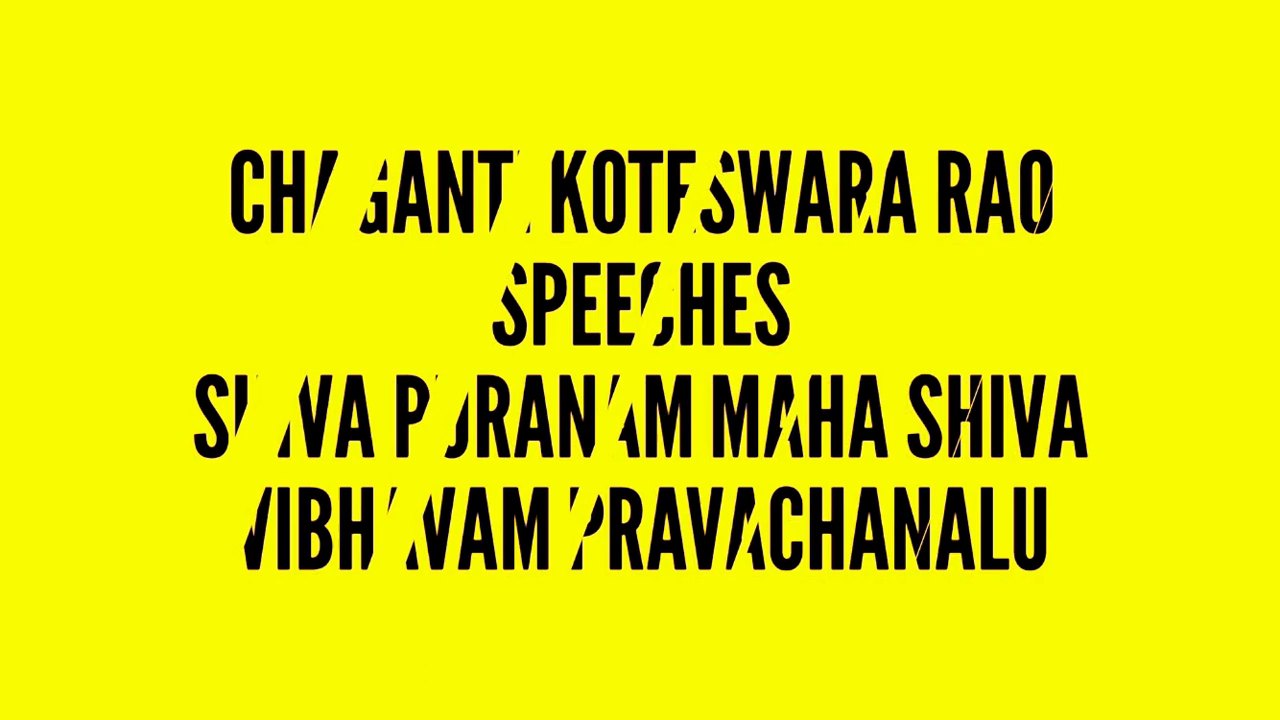 CHAGANTI KOTESWARA RAO
SPEECHES
SHIVA PURANAM MAHA SHIVA
VIBHAVAM PRAVACHANALU